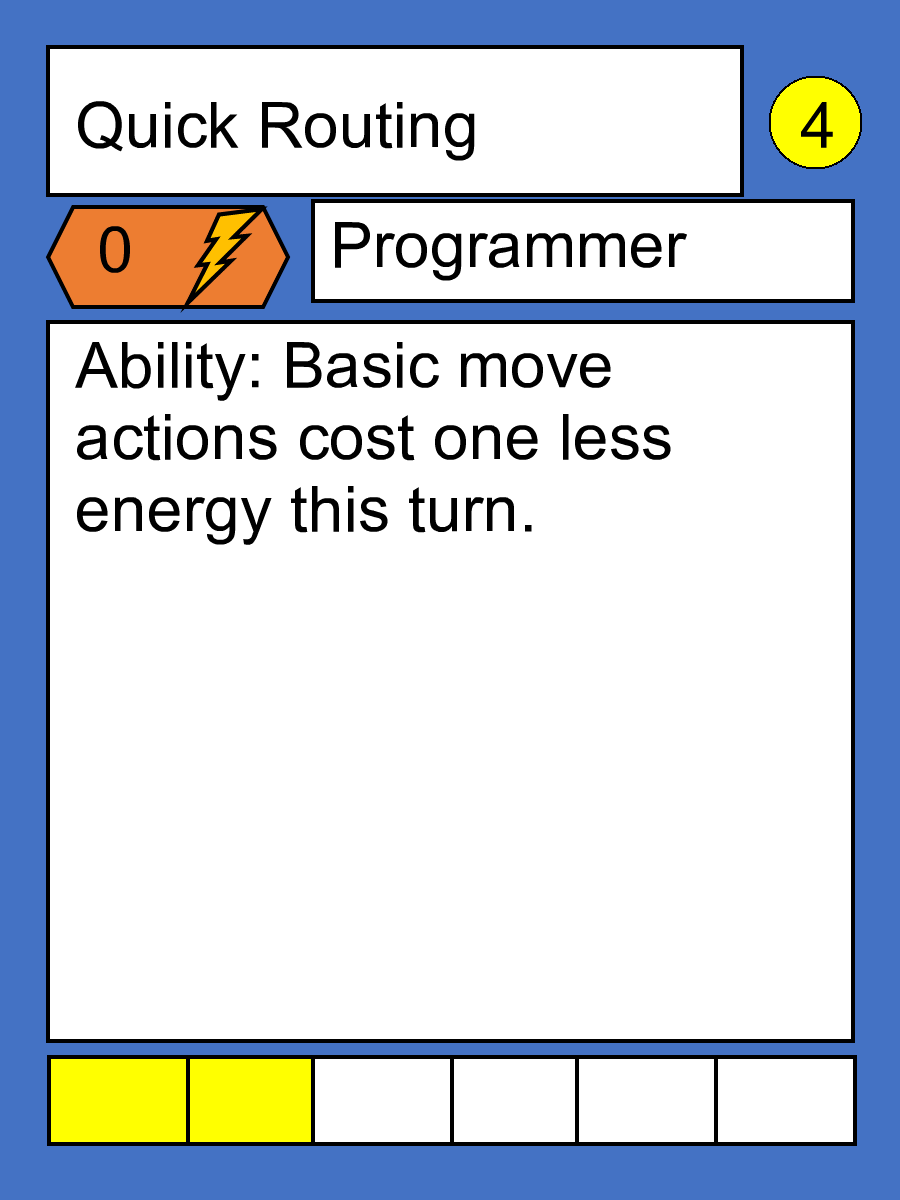 Quick Routing
4
0
Programmer
Ability: Basic move
actions cost one less
energy this turn.